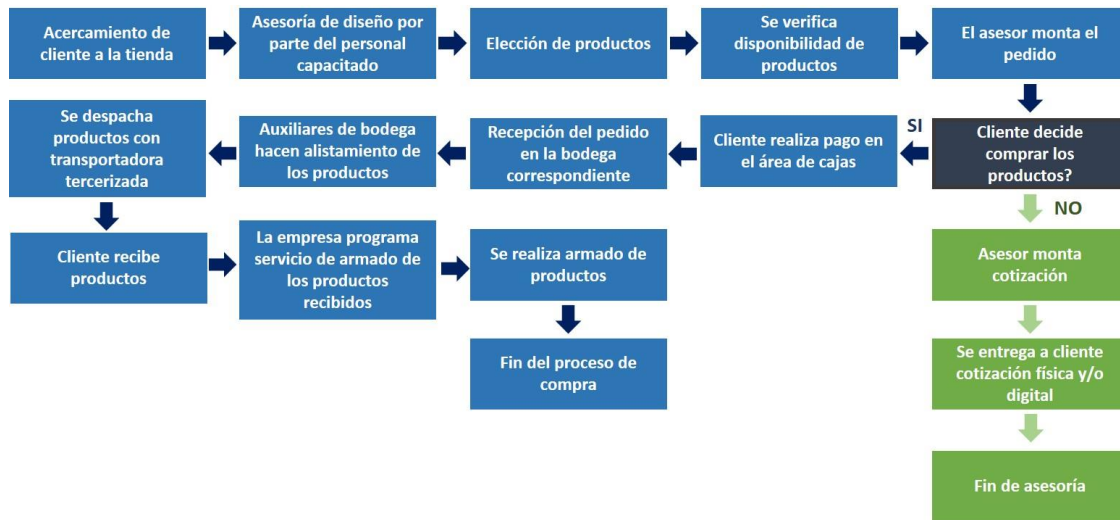 Acercamiento de
cliente a la tienda
Asesoría de diseño por
parte del personal
capacitado
Elección de productos
Se verifica
disponibilidad de
productos
El asesor monta el
pedido
Cliente decide
comprar los
productos?
SI
Cliente realiza pago en
el área de cajas
Recepción del pedido
en la bodega
correspondiente
Auxiliares de bodega
hacen alistamiento de
los productos
Se despacha
productos con
transportadora
tercerizada
Cliente recibe
productos
La empresa programa
servicio de armado de
los productos
recibidos
Se realiza armado de
productos
Fin del proceso de
compra
NO
Asesor monta
cotización
Se entrega a cliente
cotización física y/o
digital
Fin de asesoría